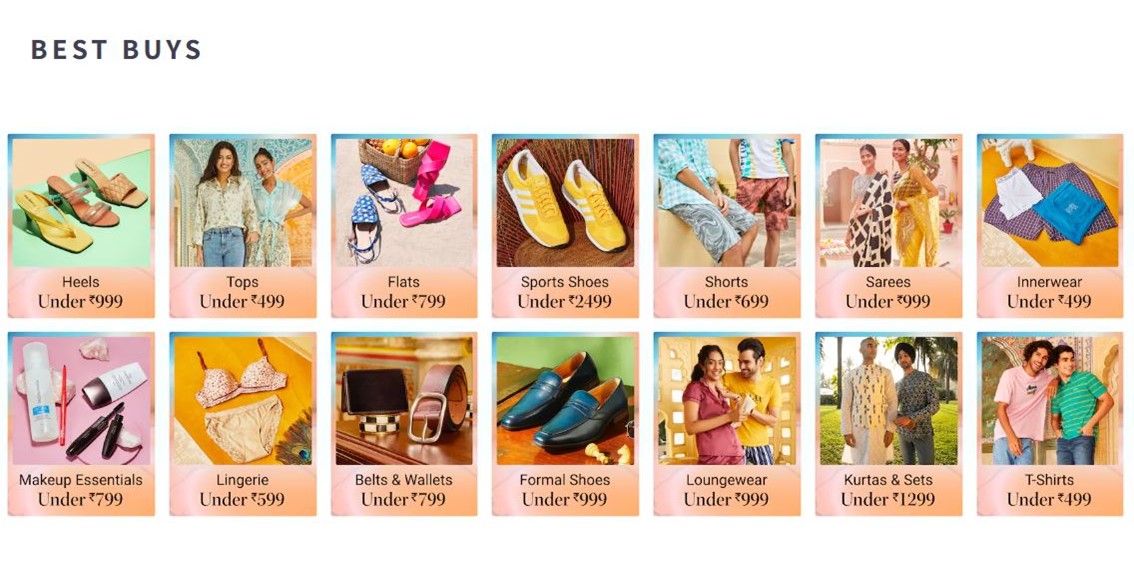 BEST BUYS
Heels
Under ₹999
Tops
Under ₹499
Flats
Under ₹799
Sports Shoes
Under ₹2499
Shorts
Under ₹699
Sarees
Under ₹999
Innerwear
Under ₹499
Makeup Essentials
Under ₹799
Lingerie
Under ₹599
Belts & Wallets
Under ₹799
Formal Shoes
Under ₹999
Loungewear
Under ₹999
Kurtas & Sets
Under ₹1299
T-Shirts
Under ₹499